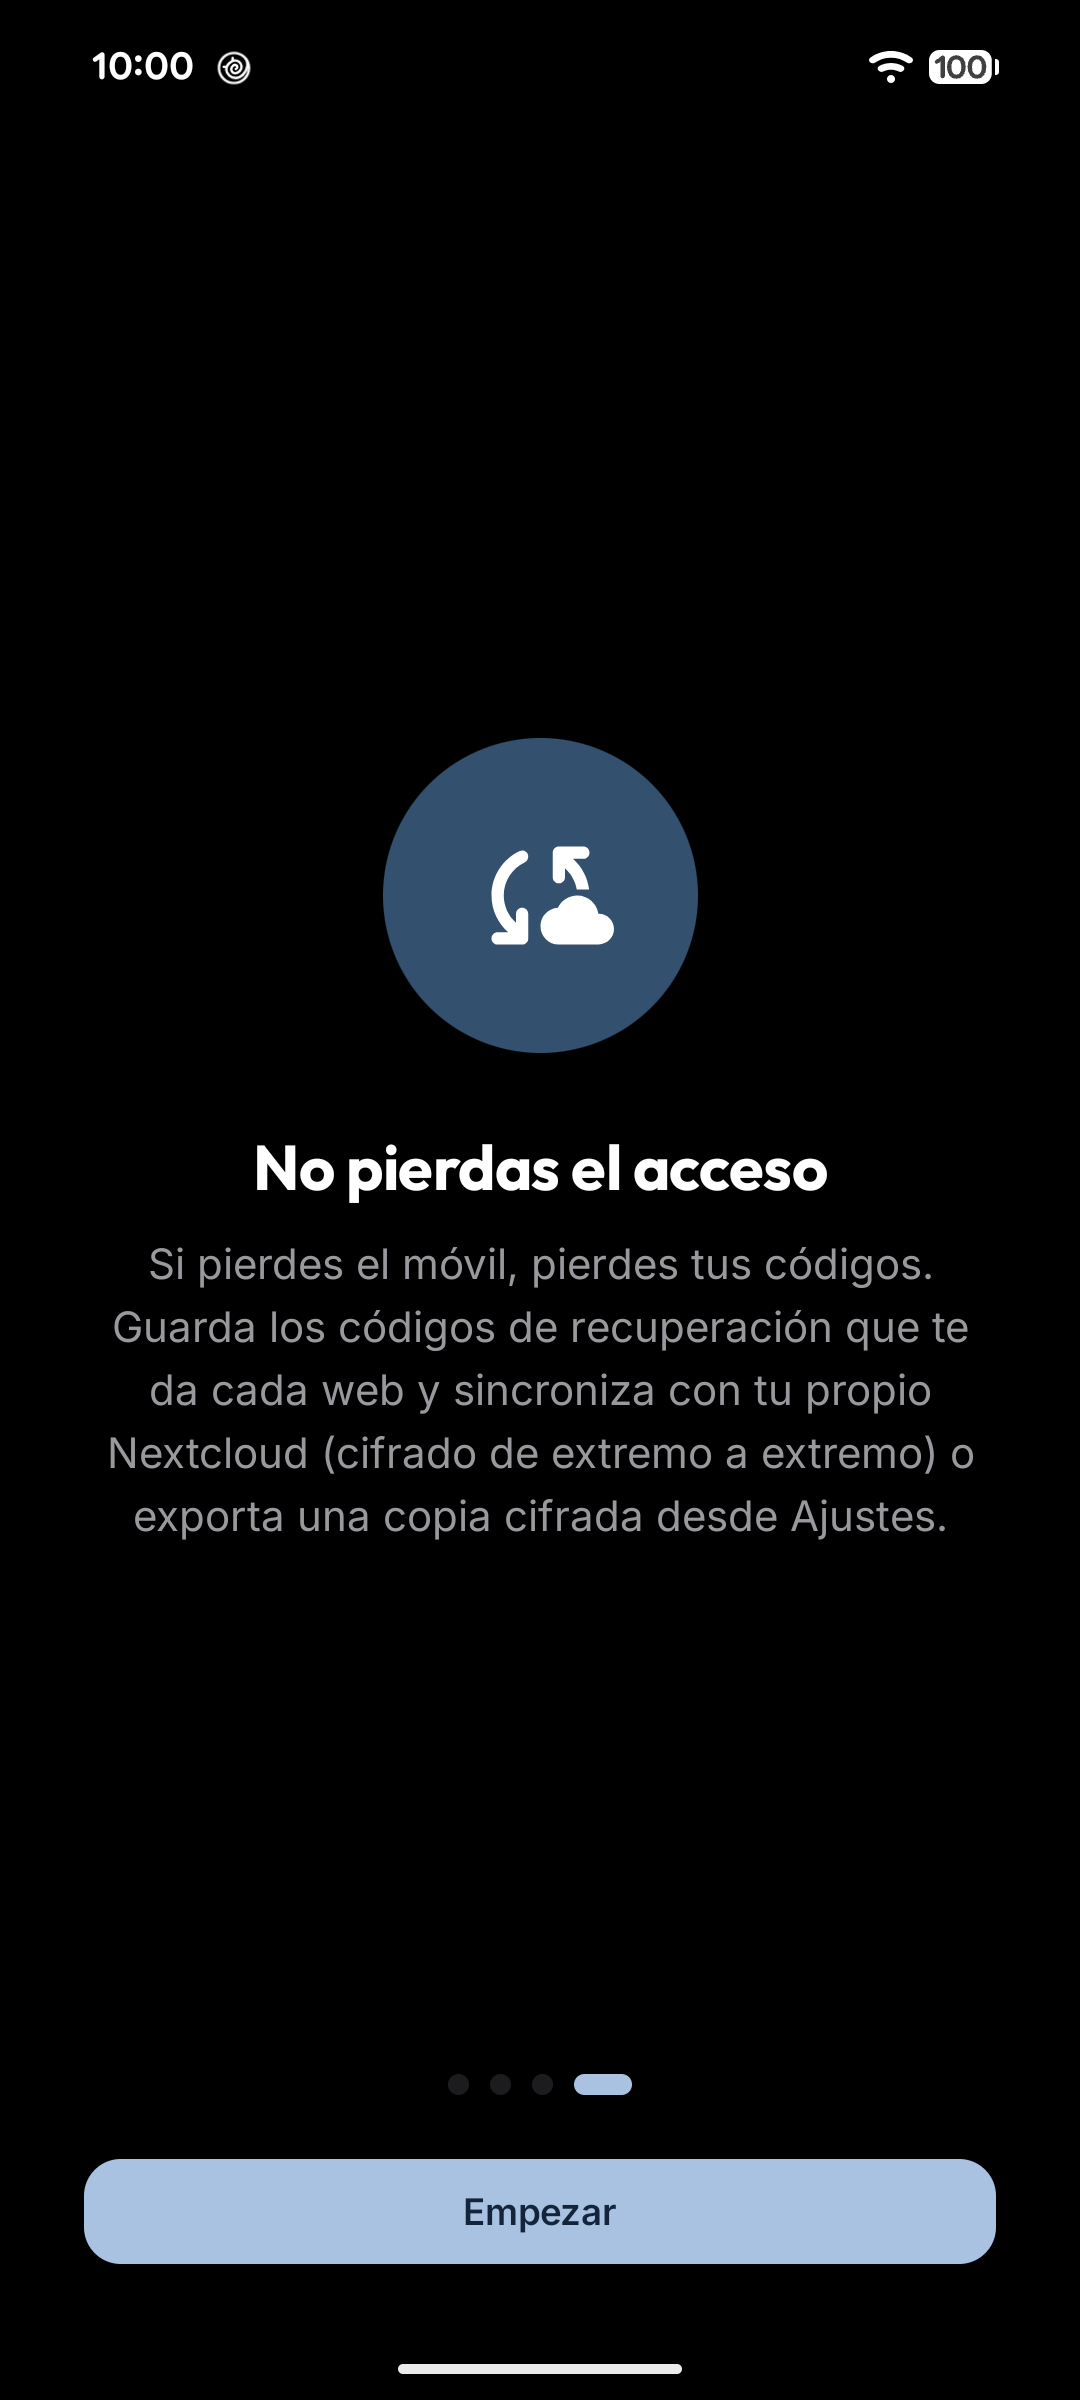 10:00
100
No pierdas el acceso
Si pierdes el móvil, pierdes tus códigos.
Guarda los códigos de recuperación que te
da cada web y sincroniza con tu propio
Nextcloud (cifrado de extremo a extremo) o
exporta una copia cifrada desde Ajustes.
Empezar